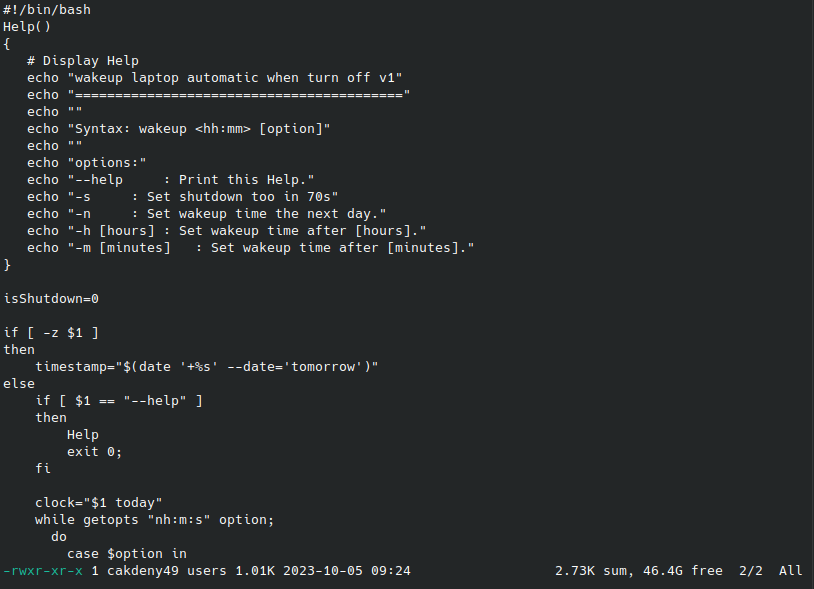 #!/bin/bash
Help()
{
   # Display Help
   echo "wakeup laptop automatic when turn off v1"
   echo "========================================="
   echo ""
   echo "Syntax: wakeup <hh:mm> [option]"
   echo ""
   echo "options:"
   echo "--help     : Print this Help."
   echo "-s     : Set shutdown too in 70s"
   echo "-n     : Set wakeup time the next day."
   echo "-h [hours] : Set wakeup time after [hours]."
   echo "-m [minutes]   : Set wakeup time after [minutes]."
}

isShutdown=0

if [ -z $1 ]
then
    timestamp="$(date '+%s' --date='tomorrow')"
else
    if [ $1 == "--help" ]
    then
        Help
        exit 0;
    fi

    clock="$1 today"
    while getopts "nh:m:s" option;
      do
        case $option in
-rwxr-xr-x 1 cakdeny49 users 1.01K 2023-10-05 09:24                  2.73K sum, 46.4G free  2/2  All